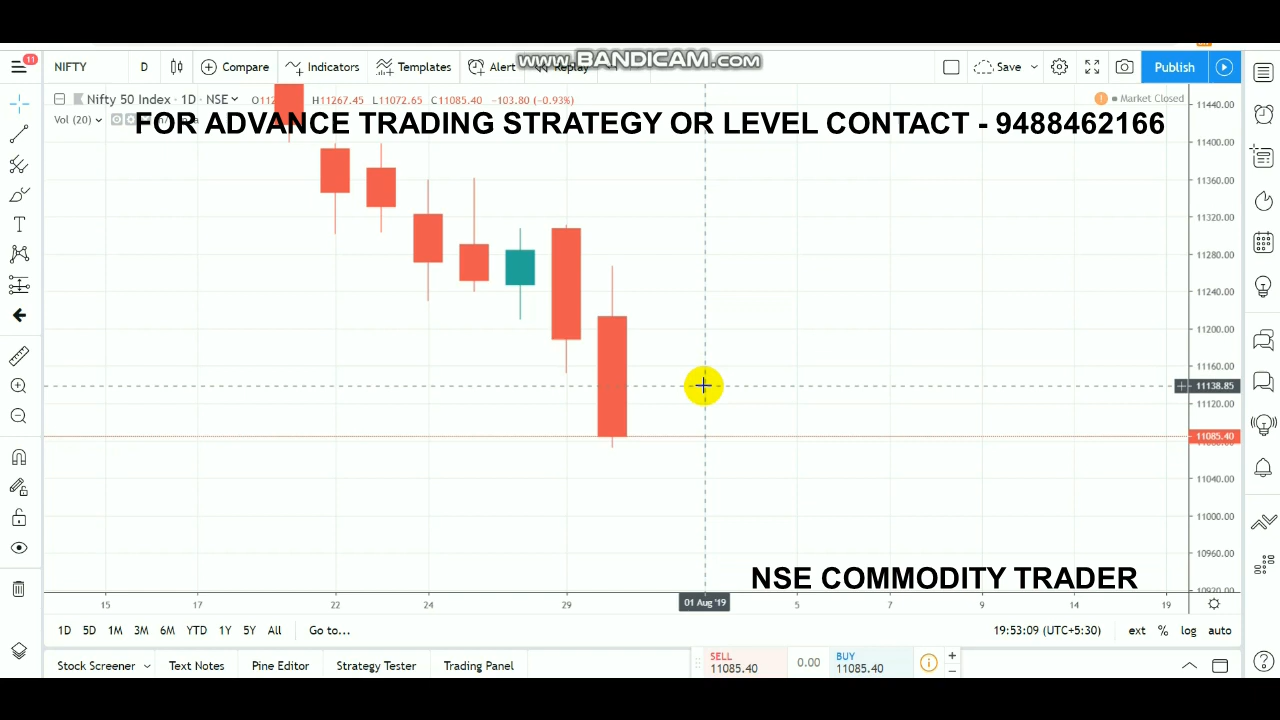 www.BANDICAM.com
11
NIFTY
D
Compare
Indicators
Templates
Alert
Replay
Save
Publish
Nifty 50 Index · 1D · NSE
H11267.45 L11072.65 C11085.40 -103.80 (-0.93%)
Market Closed
Vol (20)
FOR ADVANCE TRADING STRATEGY OR LEVEL CONTACT - 9488462166
11440.00
11400.00
11360.00
11320.00
11280.00
11240.00
11200.00
11160.00
11138.85
11120.00
11085.40
11040.00
11000.00
10960.00
10920.00
NSE COMMODITY TRADER
15 17 22 24 29 01 Aug '19 5 7 9 14 19
1D 5D 1M 3M 6M YTD 1Y 5Y All Go to...
19:53:09 (UTC+5:30) ext % log auto
Stock Screener Text Notes Pine Editor Strategy Tester Trading Panel
SELL
11085.40
0.00
BUY
11085.40